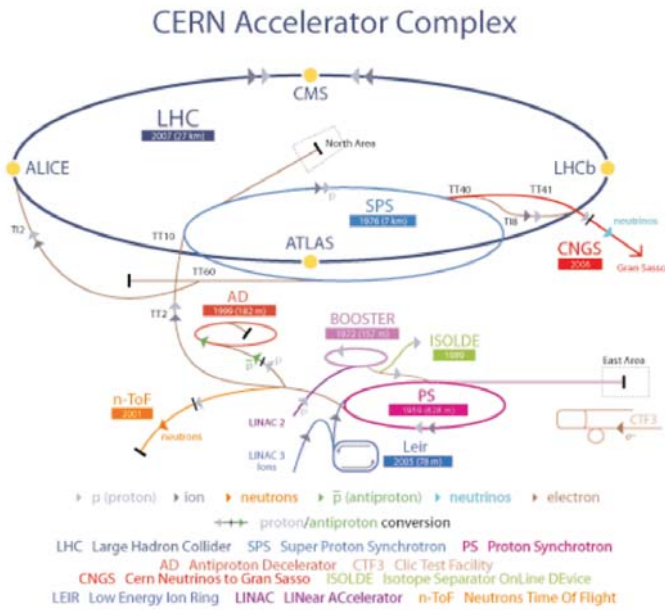 CERN Accelerator Complex
CMS
LHC
2007 (27 km)
North Area
ALICE
LHCb
TT40
TT41
SPS
1976 (7 km)
TI2
TT10
TI8
neutrinos
ATLAS
CNGS
2006
Gran Sasso
TT60
AD
1999 (182 m)
TT2
BOOSTER
1972 (157 m)
ISOLDE
1989
p
East Area
n-ToF
2001
PS
1959 (628 m)
LINAC 2
neutrons
CTF3
e-
LINAC 3
Ions
Leir
2005 (78 m)
p (proton) ion neutrons p̄ (antiproton) neutrinos electron
proton/antiproton conversion
LHC Large Hadron Collider SPS Super Proton Synchrotron PS Proton Synchrotron
AD Antiproton Decelerator CTF3 Clic Test Facility
CNGS Cern Neutrinos to Gran Sasso ISOLDE Isotope Separator OnLine DEvice
LEIR Low Energy Ion Ring LINAC LINear ACcelerator n-ToF Neutrons Time Of Flight